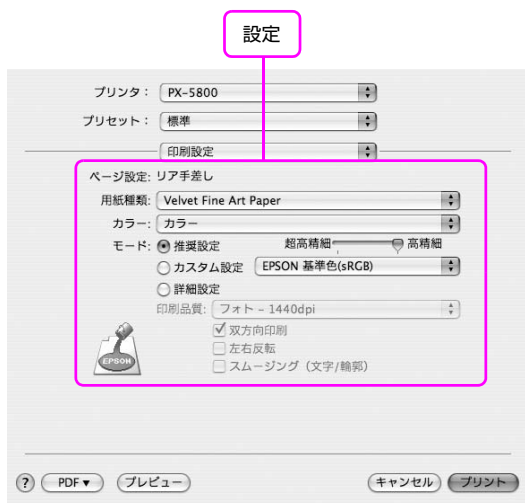 設定
プリンタ： PX-5800
プリセット： 標準
印刷設定
ページ設定: リア手差し
用紙種類: Velvet Fine Art Paper
カラー: カラー
モード: 推奨設定 超高精細 高精細
カスタム設定 EPSON 基準色(sRGB)
詳細設定
印刷品質: フォト – 1440dpi
双方向印刷
左右反転
スムージング（文字/輪郭）
EPSON
? PDF▼ プレビュー キャンセル プリント